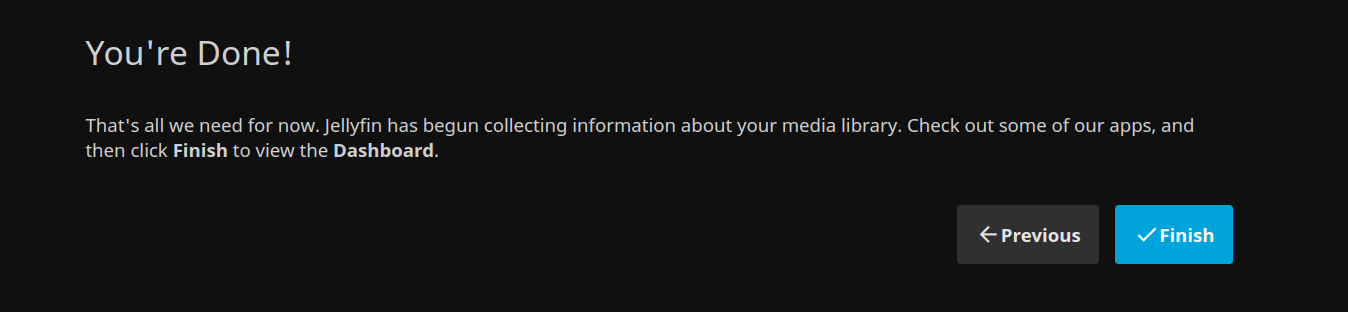 You're Done!
That's all we need for now. Jellyfin has begun collecting information about your media library. Check out some of our apps, and
then click Finish to view the Dashboard.
Previous
Finish